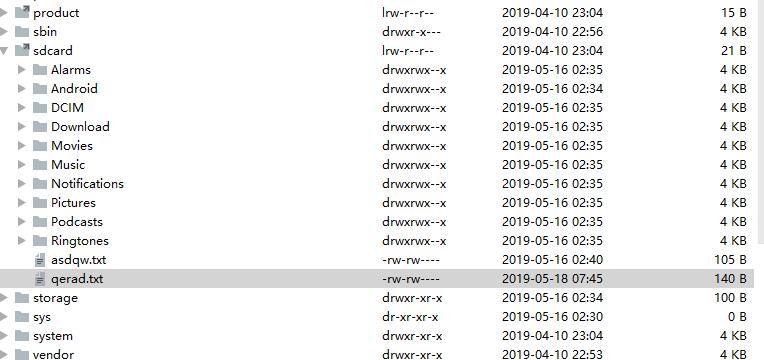 product lrw-r--r-- 2019-04-10 23:04 15 B
sbin drwxr-x--- 2019-04-10 22:56 4 KB
sdcard lrw-r--r-- 2019-04-10 23:04 21 B
Alarms drwxrwx--x 2019-05-16 02:35 4 KB
Android drwxrwx--x 2019-05-16 02:34 4 KB
DCIM drwxrwx--x 2019-05-16 02:35 4 KB
Download drwxrwx--x 2019-05-16 02:35 4 KB
Movies drwxrwx--x 2019-05-16 02:35 4 KB
Music drwxrwx--x 2019-05-16 02:35 4 KB
Notifications drwxrwx--x 2019-05-16 02:35 4 KB
Pictures drwxrwx--x 2019-05-16 02:35 4 KB
Podcasts drwxrwx--x 2019-05-16 02:35 4 KB
Ringtones drwxrwx--x 2019-05-16 02:35 4 KB
asdqw.txt -rw-rw---- 2019-05-16 02:40 105 B
qerad.txt -rw-rw---- 2019-05-18 07:45 140 B
storage drwxr-xr-x 2019-05-16 02:34 100 B
sys dr-xr-xr-x 2019-05-16 02:30 0 B
system drwxr-xr-x 2019-04-10 23:04 4 KB
vendor drwxr-xr-x 2019-04-10 22:53 4 KB